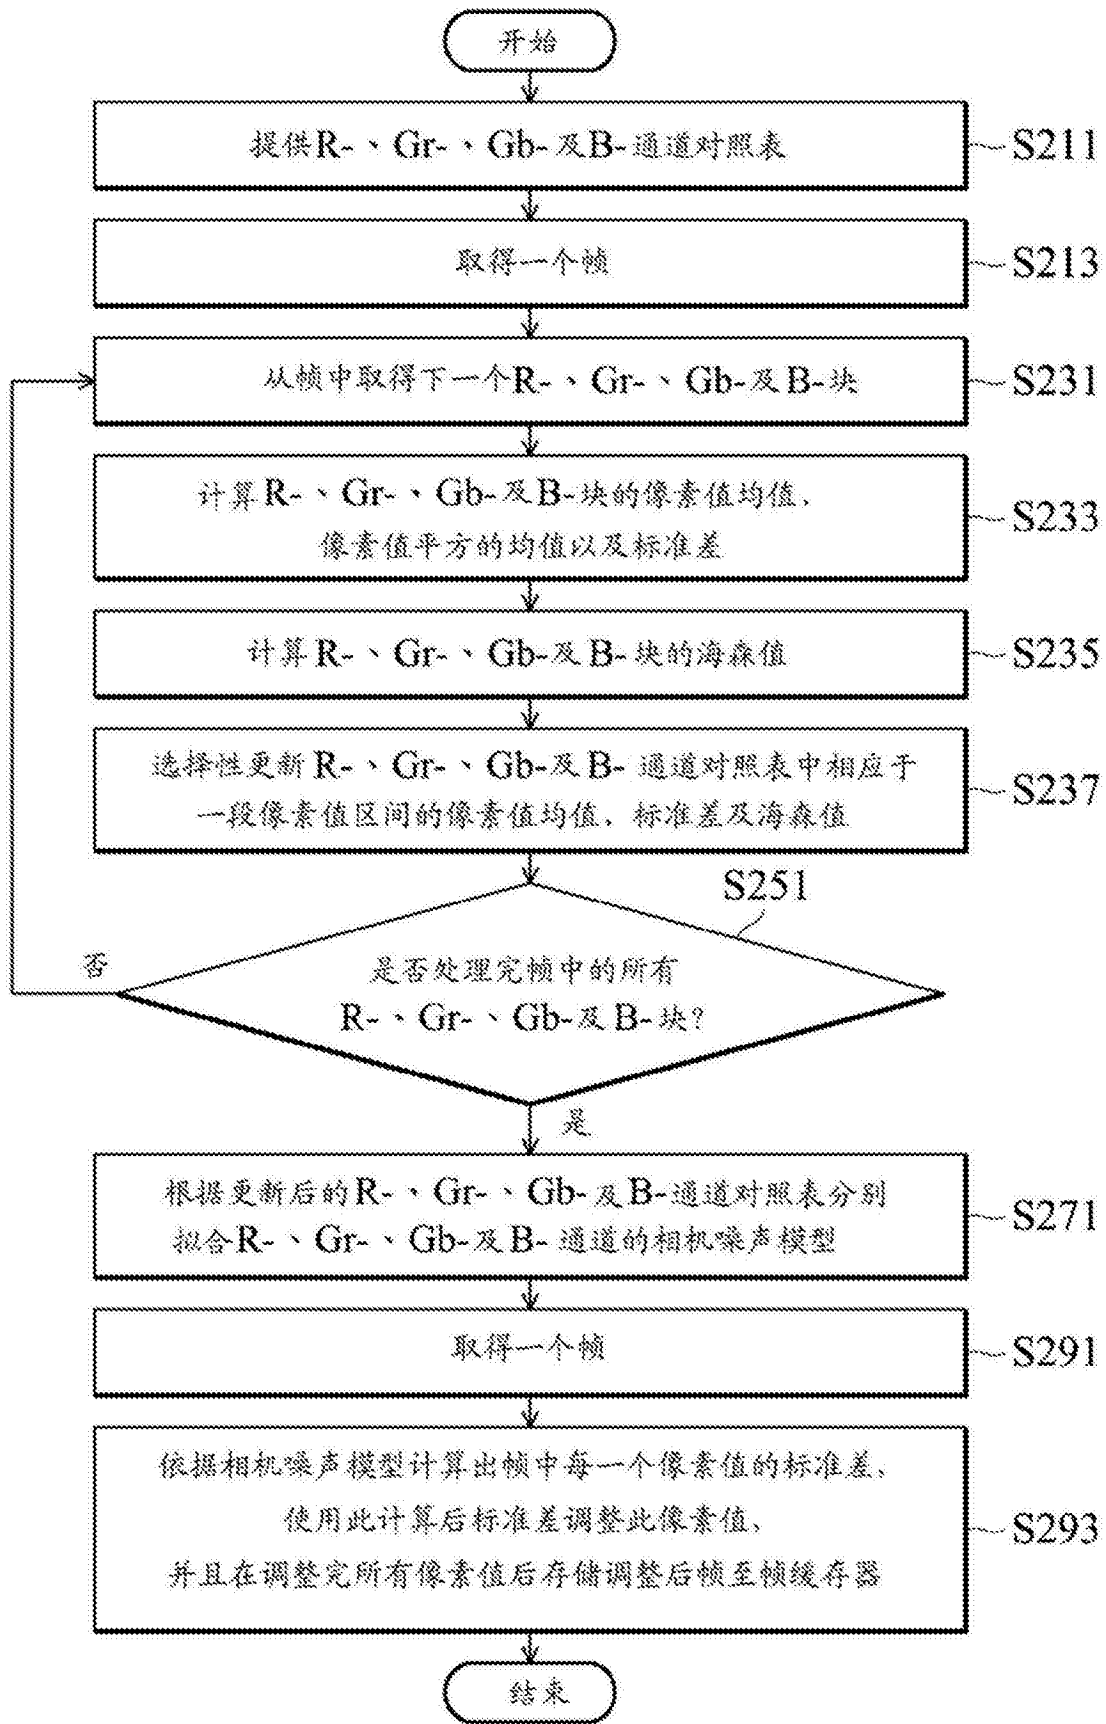 开始
提供R-、Gr-、Gb-及B-通道对照表
S211
取得一个帧
S213
从帧中取得下一个R-、Gr-、Gb-及B-块
S231
计算R-、Gr-、Gb-及B-块的像素值均值、
像素值平方的均值以及标准差
S233
计算R-、Gr-、Gb-及B-块的海森值
S235
选择性更新R-、Gr-、Gb-及B-通道对照表中相应于
一段像素值区间的像素值均值、标准差及海森值
S237
S251
否
是否处理完帧中的所有
R-、Gr-、Gb-及B-块?
是
根据更新后的R-、Gr-、Gb-及B-通道对照表分别
拟合R-、Gr-、Gb-及B-通道的相机噪声模型
S271
取得一个帧
S291
依据相机噪声模型计算出帧中每一个像素值的标准差、
使用此计算后标准差调整此像素值、
并且在调整完所有像素值后存储调整后帧至帧缓存器
S293
结束